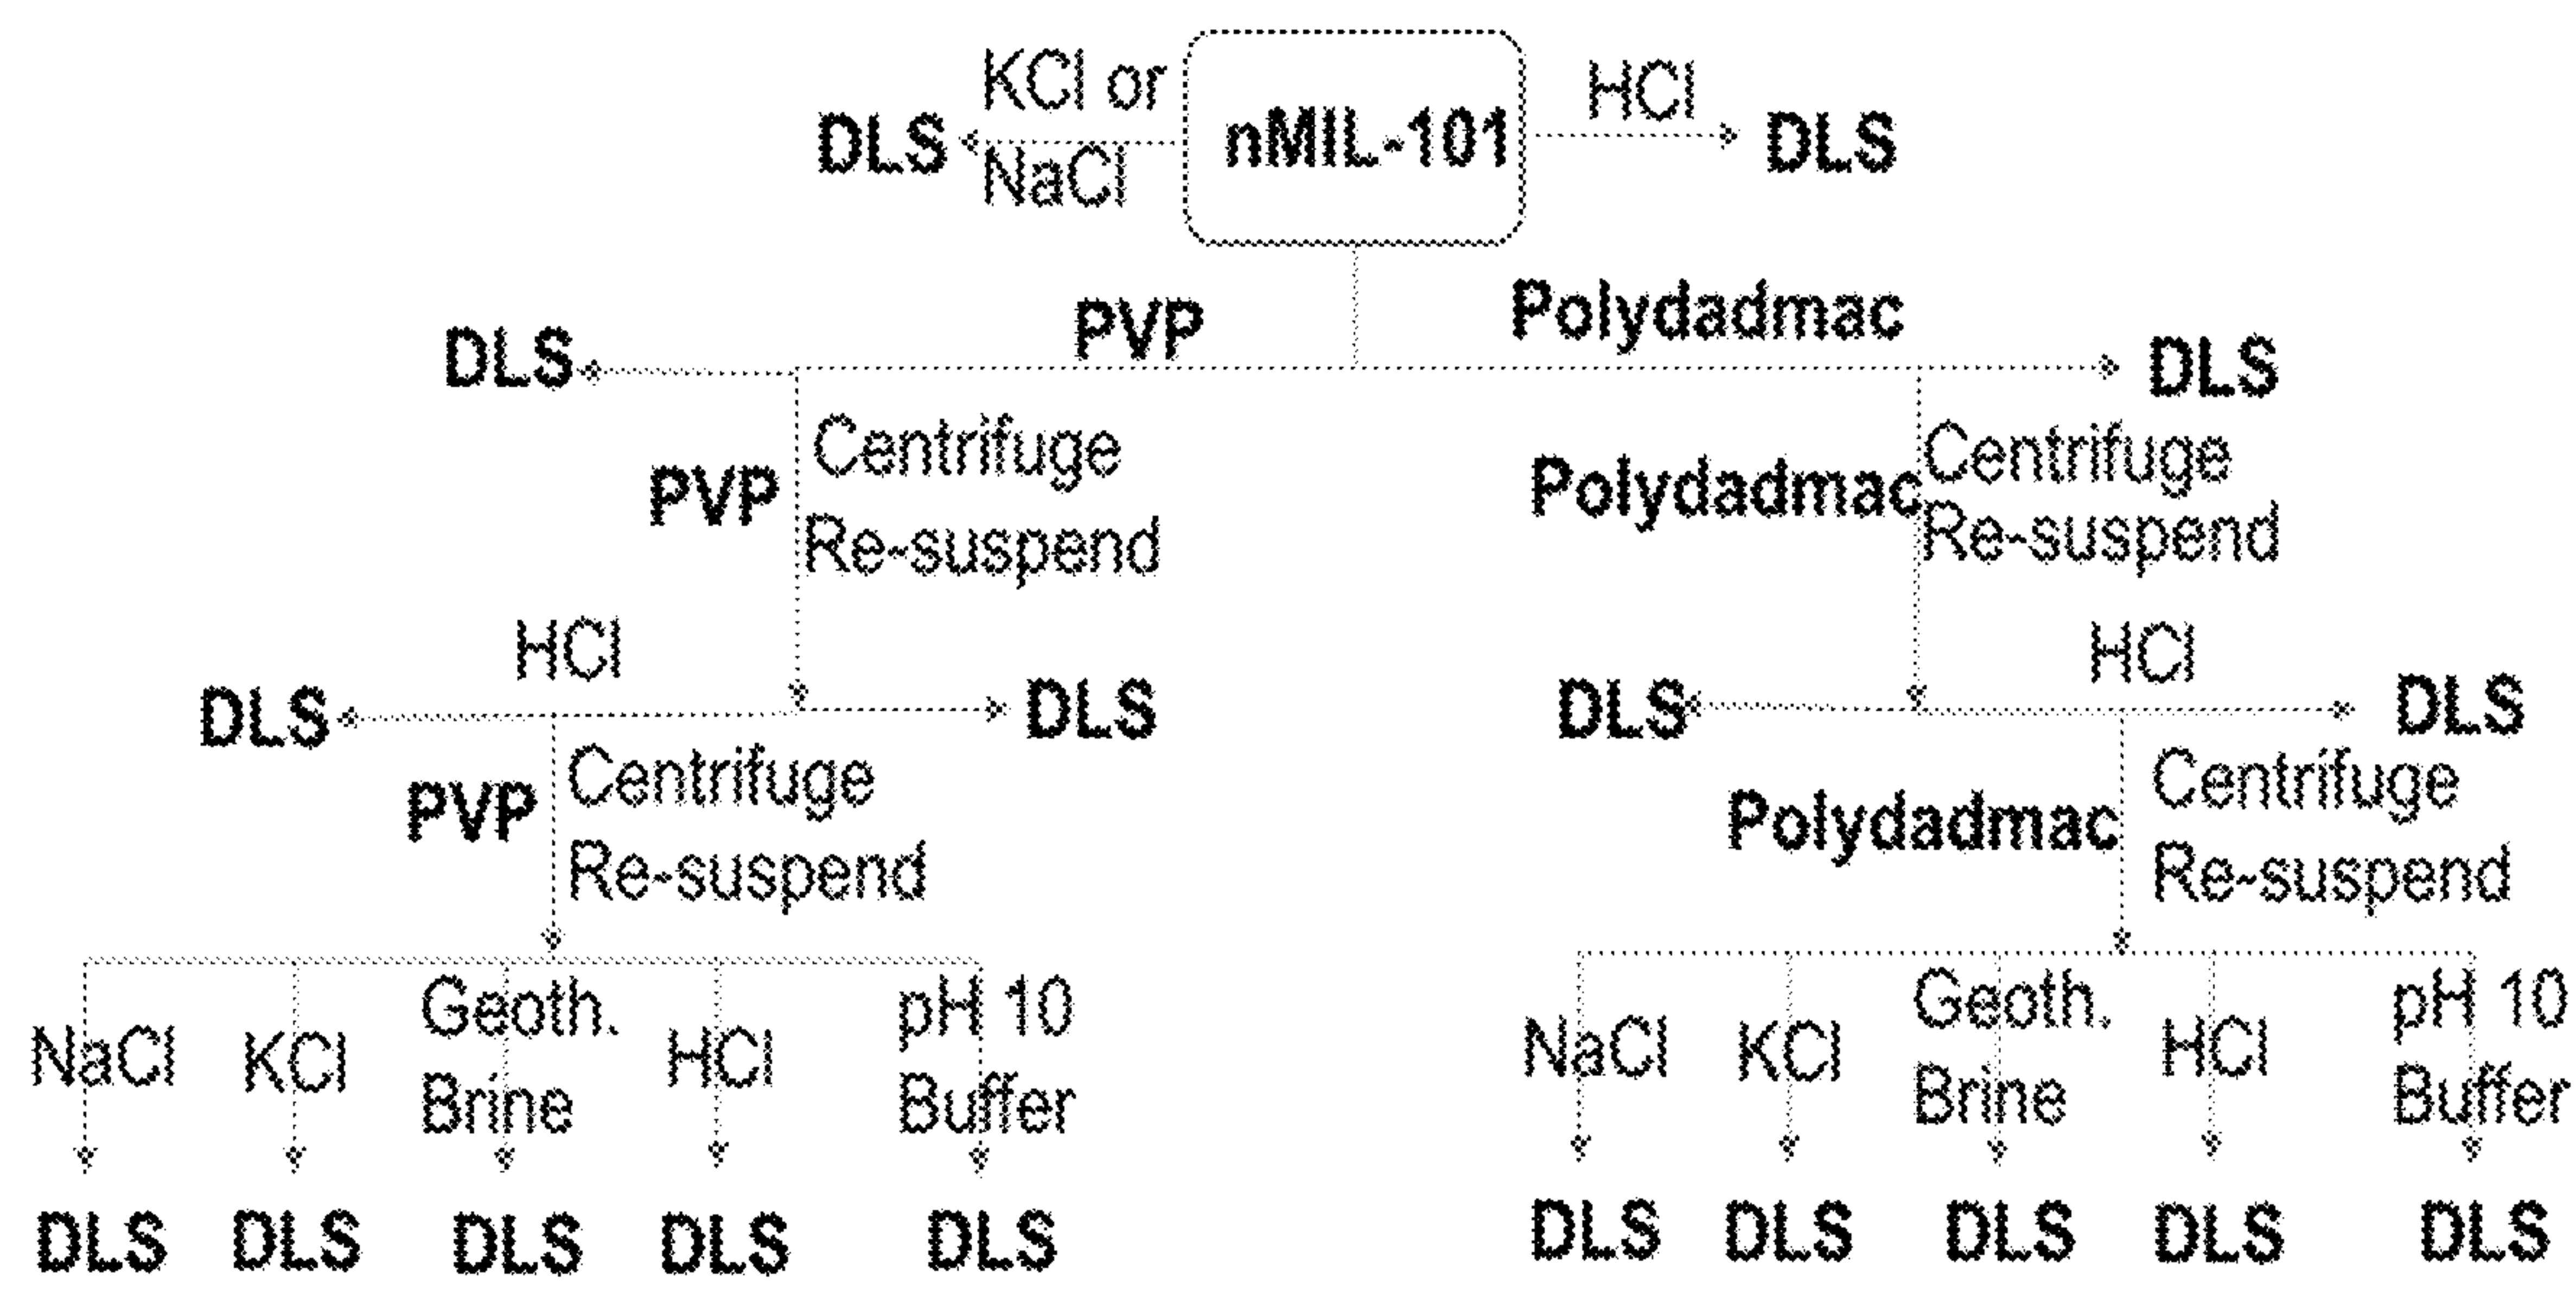 KCl or
NaCl
DLS
nMIL-101
HCl
DLS
PVP
Polydadmac
DLS
DLS
PVP
Centrifuge
Re-suspend
Polydadmac
Centrifuge
Re-suspend
HCl
HCl
DLS
DLS
DLS
DLS
PVP
Centrifuge
Re-suspend
Polydadmac
Centrifuge
Re-suspend
NaCl
KCl
Geoth.
Brine
HCl
pH 10
Buffer
NaCl
KCl
Geoth.
Brine
HCl
pH 10
Buffer
DLS
DLS
DLS
DLS
DLS
DLS
DLS
DLS
DLS
DLS